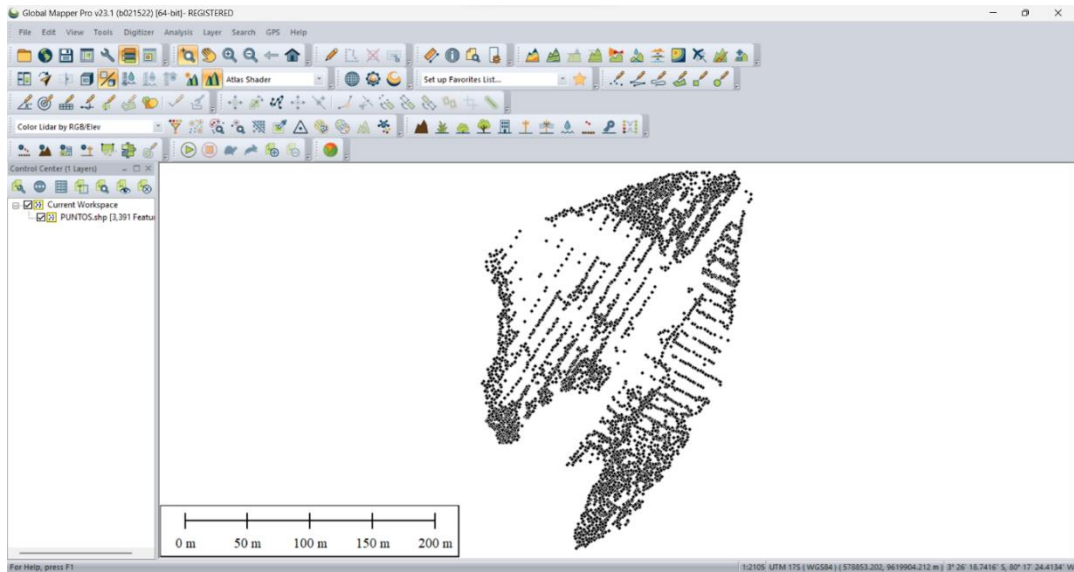 Global Mapper Pro v23.1 (b021522) [64-bit]- REGISTERED
File Edit View Tools Digitizer Analysis Layer Search GPS Help
Atlas Shader
Set up Favorites List...
Color Lidar by RGB/Elev
Control Center (1 Layers)
Current Workspace
PUNTOS.shp [3,391 Featu
0 m 50 m 100 m 150 m 200 m
For Help, press F1
1:2105 UTM 17S ( WGS84 ) ( 578853.202, 9619904.212 m ) 3° 26' 18.7416" S, 80° 17' 24.4134" W